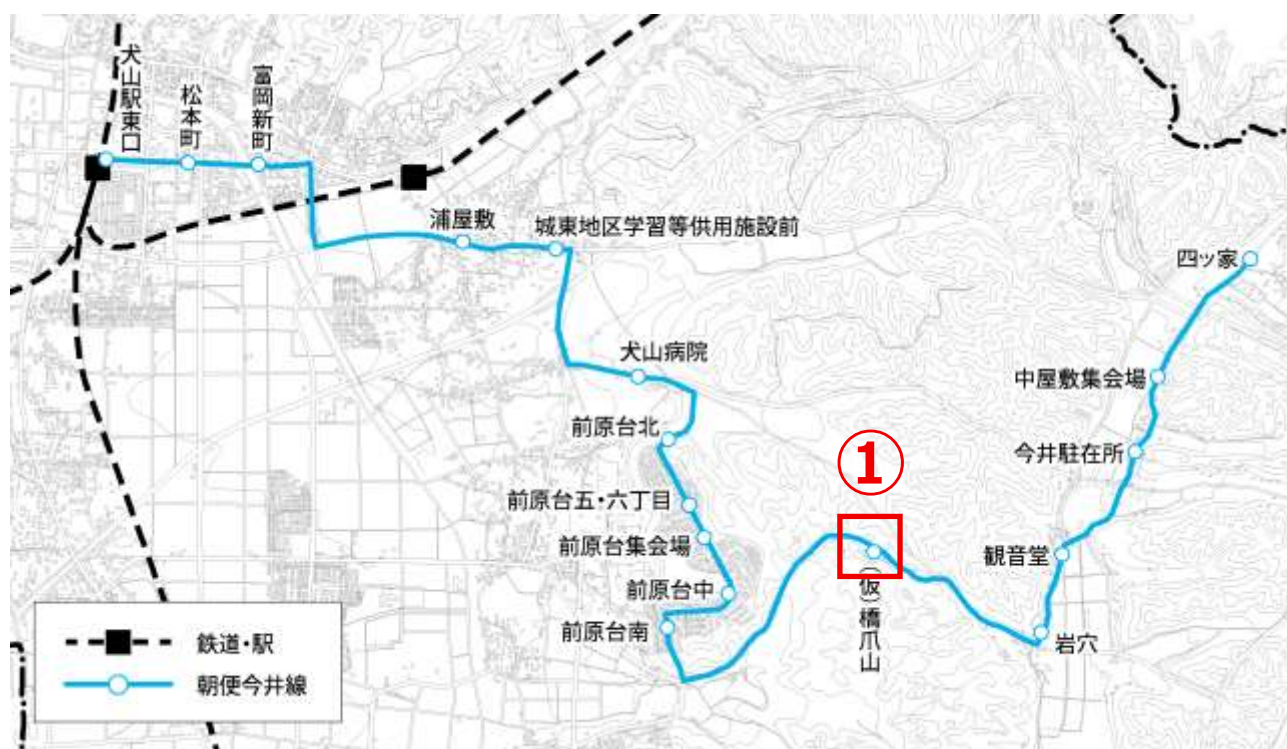 犬山駅東口
松本町
富岡新町
浦屋敷
城東地区学習等供用施設前
四ッ家
犬山病院
中屋敷集会場
前原台北
今井駐在所
①
前原台五・六丁目
前原台集会場
観音堂
前原台中
(仮)橋爪山
前原台南
岩穴
鉄道・駅
朝便今井線